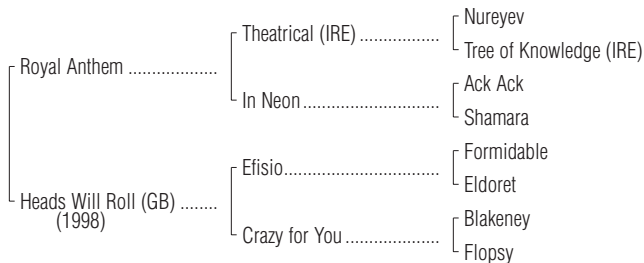 Nureyev
Theatrical (IRE) ..................
Tree of Knowledge (IRE)
Royal Anthem ....................
Ack Ack
In Neon ...............................
Shamara
Formidable
Efisio...................................
Eldoret
Heads Will Roll (GB) ........
(1998)
Blakeney
Crazy for You .....................
Flopsy